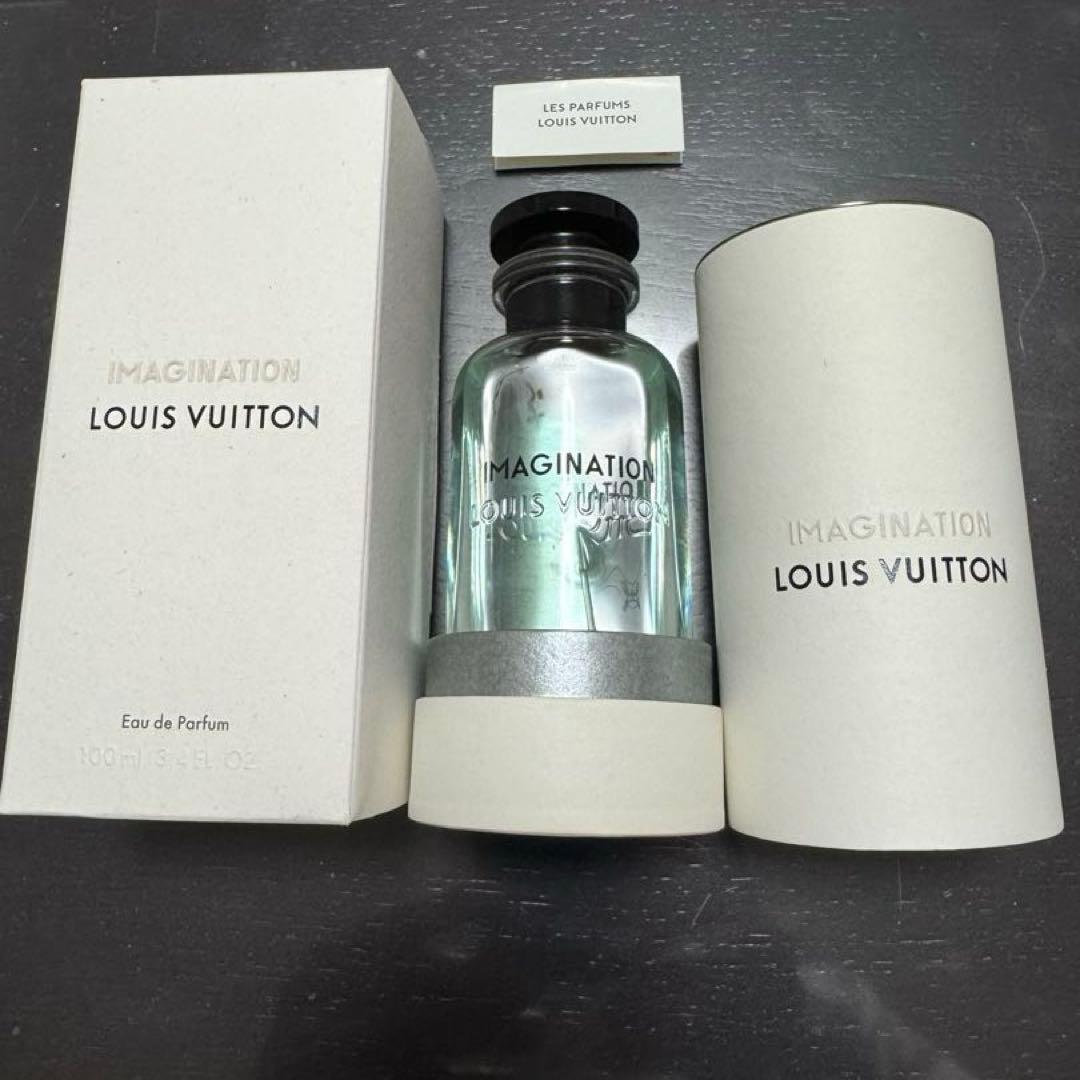 IMAGINATION
LOUIS VUITTON
Eau de Parfum
100 ml 3.4 FL OZ
LES PARFUMS
LOUIS VUITTON
IMAGINATION
LOUIS VUITTON
IMAGINATION
LOUIS VUITTON